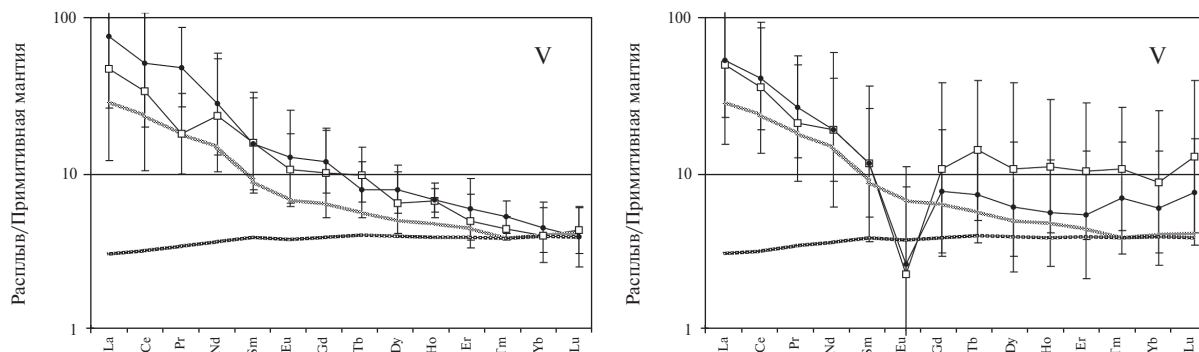 100
10
1
Расплыв/Примитивная мантия
V
La
Ce
Pr
Nd
Sm
Eu
Gd
Tb
Dy
Ho
Er
Tm
Yb
Lu
100
10
1
Расплыв/Примитивная мантия
V
La
Ce
Pr
Nd
Sm
Eu
Gd
Tb
Dy
Ho
Er
Tm
Yb
Lu